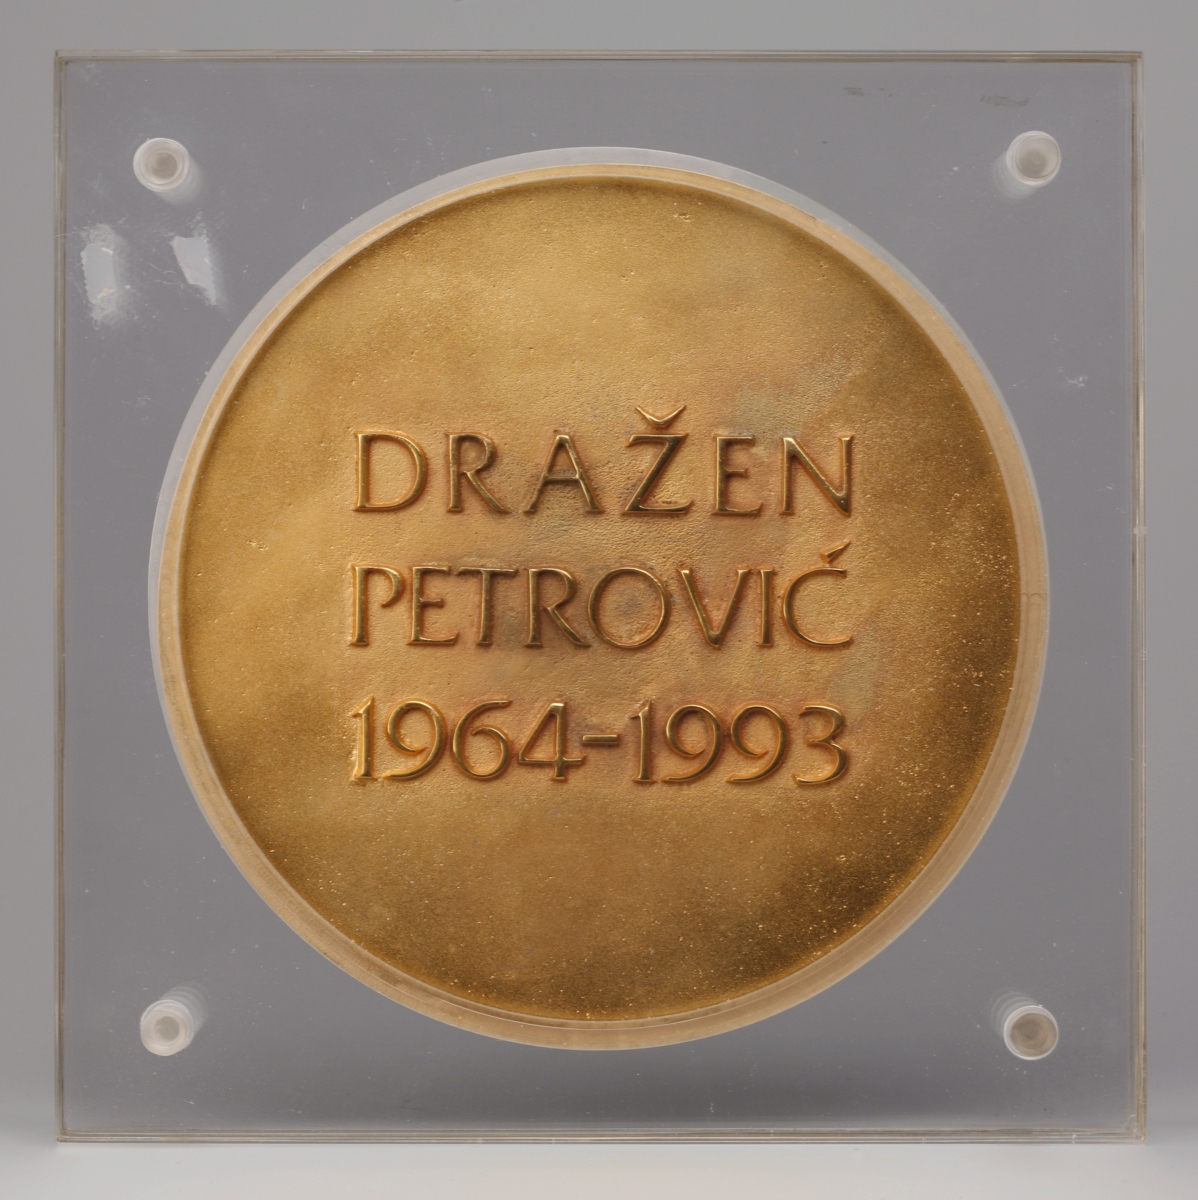 DRAŽEN
PETROVIĆ
1964-1993